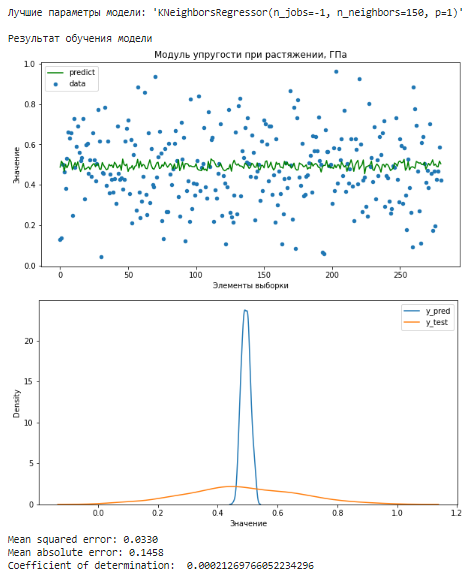 Лучшие параметры модели: 'KNeighborsRegressor(n_jobs=-1, n_neighbors=150, p=1)'
Результат обучения модели
Модуль упругости при растяжении, ГПа
predict
data
1.0
0.8
0.6
0.4
0.2
0.0
Значение
0 50 100 150 200 250
Элементы выборки
y_pred
y_test
20
15
10
5
0
Density
0.0 0.2 0.4 0.6 0.8 1.0 1.2
Значение
Mean squared error: 0.0330
Mean absolute error: 0.1458
Coefficient of determination:  0.00021269766052234296